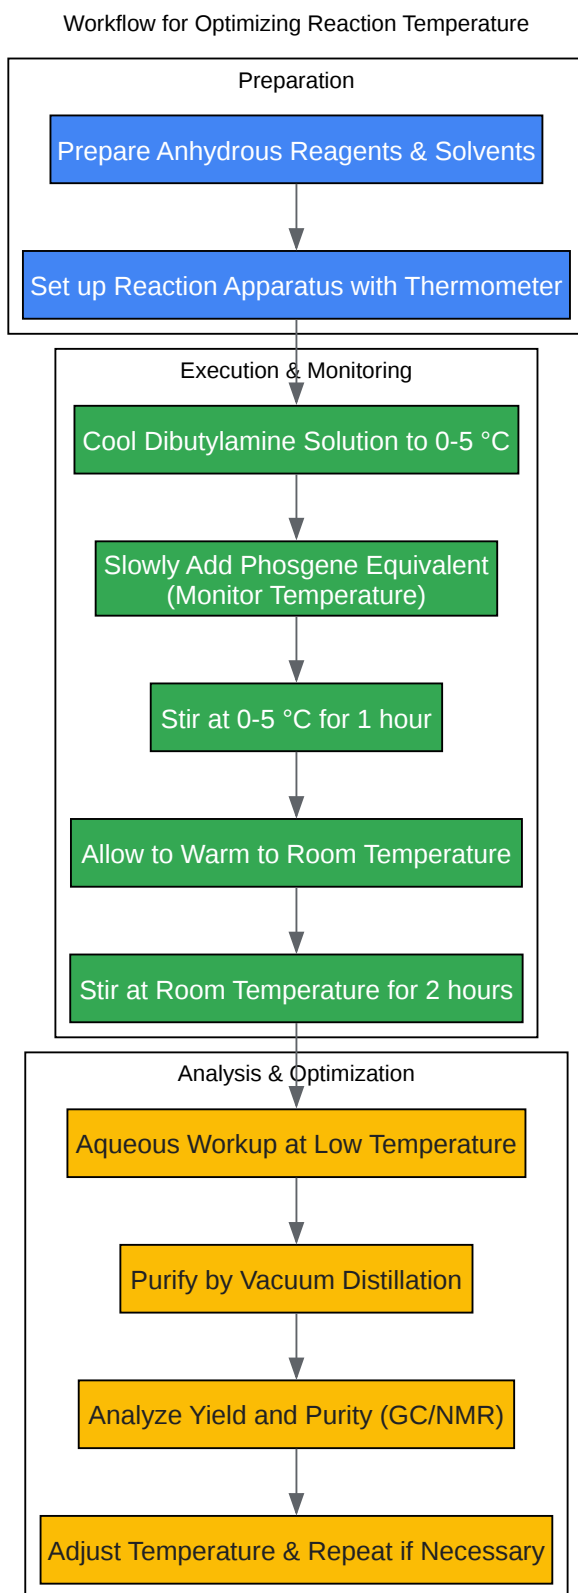 Workflow for Optimizing Reaction Temperature
Preparation
Prepare Anhydrous Reagents & Solvents
Set up Reaction Apparatus with Thermometer
Execution & Monitoring
Cool Dibutylamine Solution to 0-5 °C
Slowly Add Phosgene Equivalent
(Monitor Temperature)
Stir at 0-5 °C for 1 hour
Allow to Warm to Room Temperature
Stir at Room Temperature for 2 hours
Analysis & Optimization
Aqueous Workup at Low Temperature
Purify by Vacuum Distillation
Analyze Yield and Purity (GC/NMR)
Adjust Temperature & Repeat if Necessary